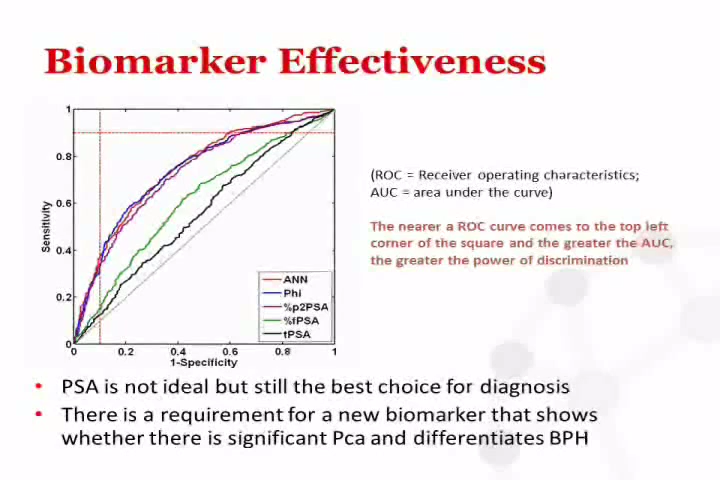 Biomarker Effectiveness
1
0.8
0.6
0.4
0.2
0
Sensitivity
ANN
Phi
%p2PSA
%fPSA
tPSA
0 0.2 0.4 0.6 0.8 1
1-Specificity
(ROC = Receiver operating characteristics;
AUC = area under the curve)
The nearer a ROC curve comes to the top left
corner of the square and the greater the AUC,
the greater the power of discrimination
• PSA is not ideal but still the best choice for diagnosis
• There is a requirement for a new biomarker that shows
whether there is significant Pca and differentiates BPH